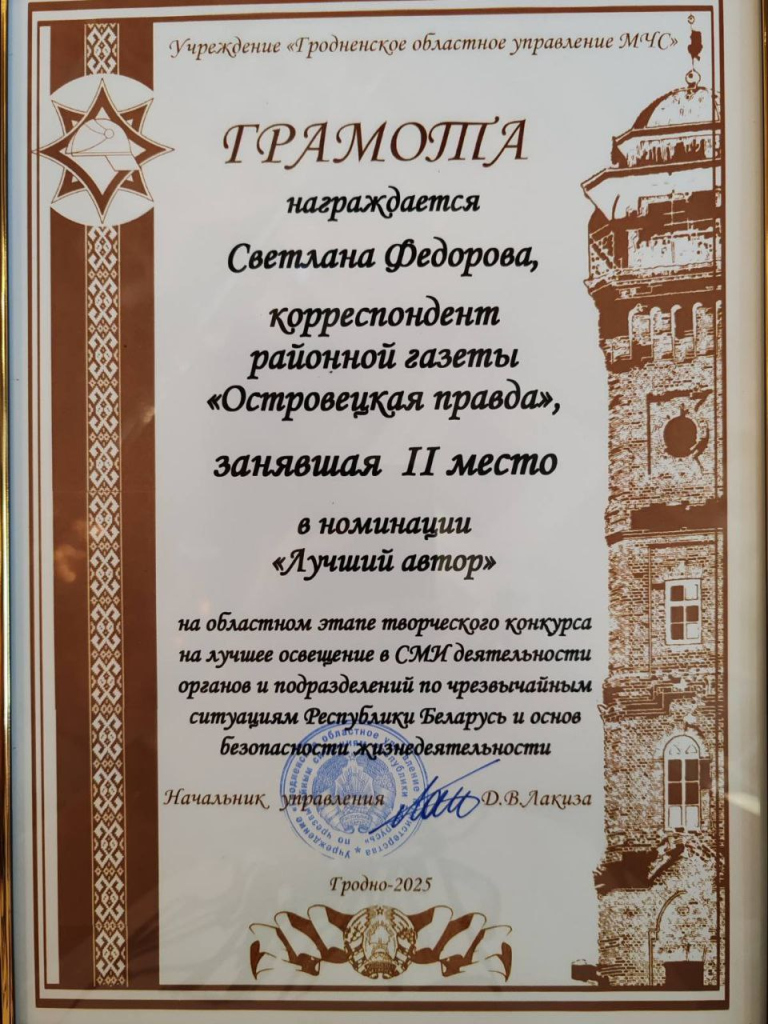 Учреждение «Гродненское областное управление МЧС»
ГРАМОТА
награждается
Светлана Федорова,
корреспондент
районной газеты
«Островецкая правда»,
занявшая II место
в номинации
«Лучший автор»
на областном этапе творческого конкурса
на лучшее освещение в СМИ деятельности
органов и подразделений по чрезвычайным
ситуациям Республики Беларусь и основ
безопасности жизнедеятельности
Начальник управления Д.В.Лакиза
Гродно-2025